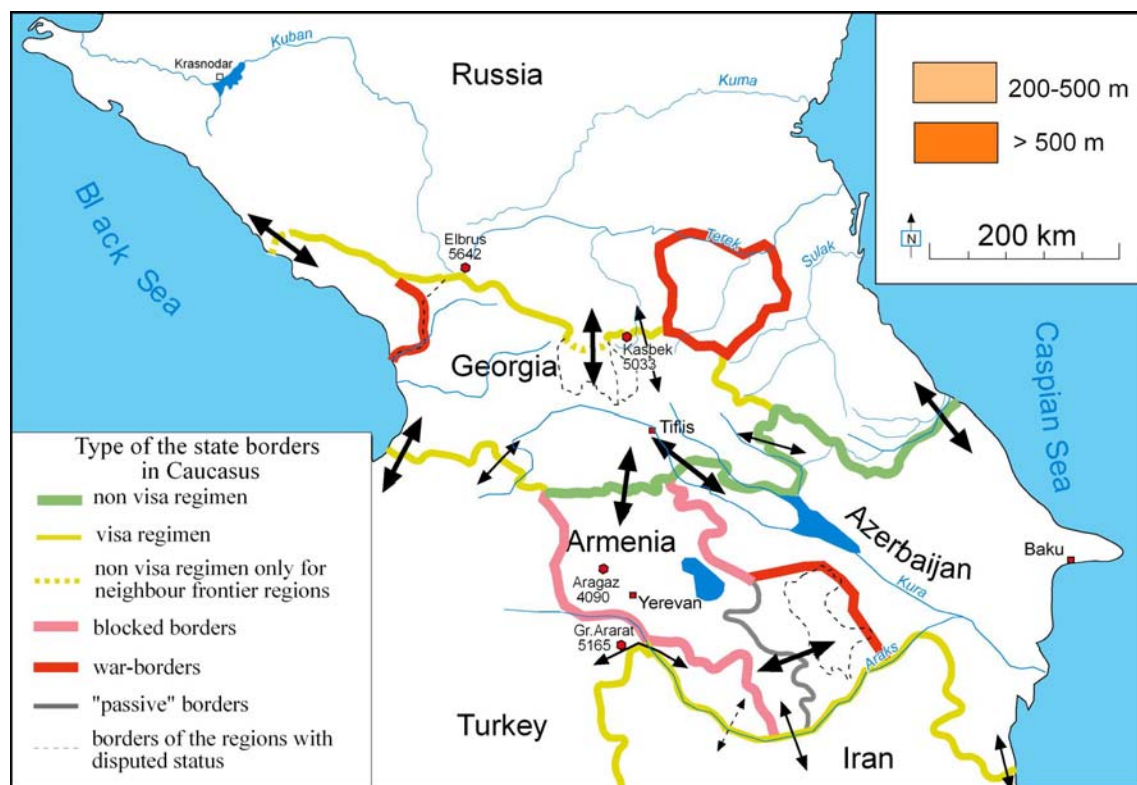 Krasnodar
Kuban
Russia
Kuma
200-500 m
> 500 m
N
200 km
Black Sea
Elbrus
5642
Terek
Sulak
Caspian Sea
Georgia
Kasbek
5033
Tiflis
Type of the state borders
in Caucasus
non visa regimen
visa regimen
non visa regimen only for
neighbour frontier regions
blocked borders
war-borders
"passive" borders
borders of the regions with
disputed status
Armenia
Azerbaijan
Baku
Aragaz
4090
Yerevan
Kura
Gr.Ararat
5165
Araks
Turkey
Iran